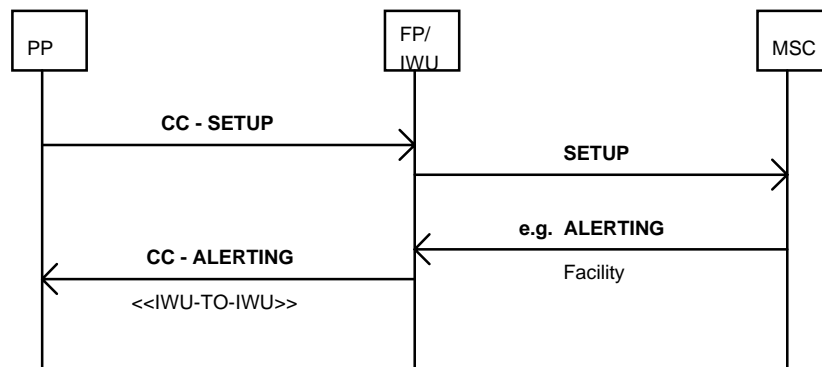 PP
FP/
IWU
MSC
CC - SETUP
SETUP
e.g. ALERTING
CC - ALERTING
Facility
<<IWU-TO-IWU>>